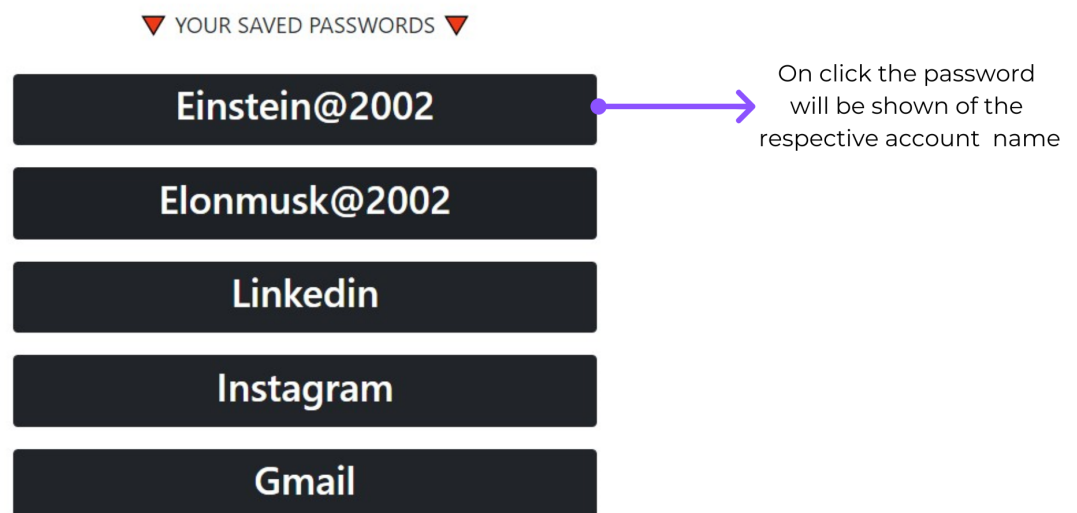 YOUR SAVED PASSWORDS
Einstein@2002
On click the password
will be shown of the
respective account name
Elonmusk@2002
Linkedin
Instagram
Gmail